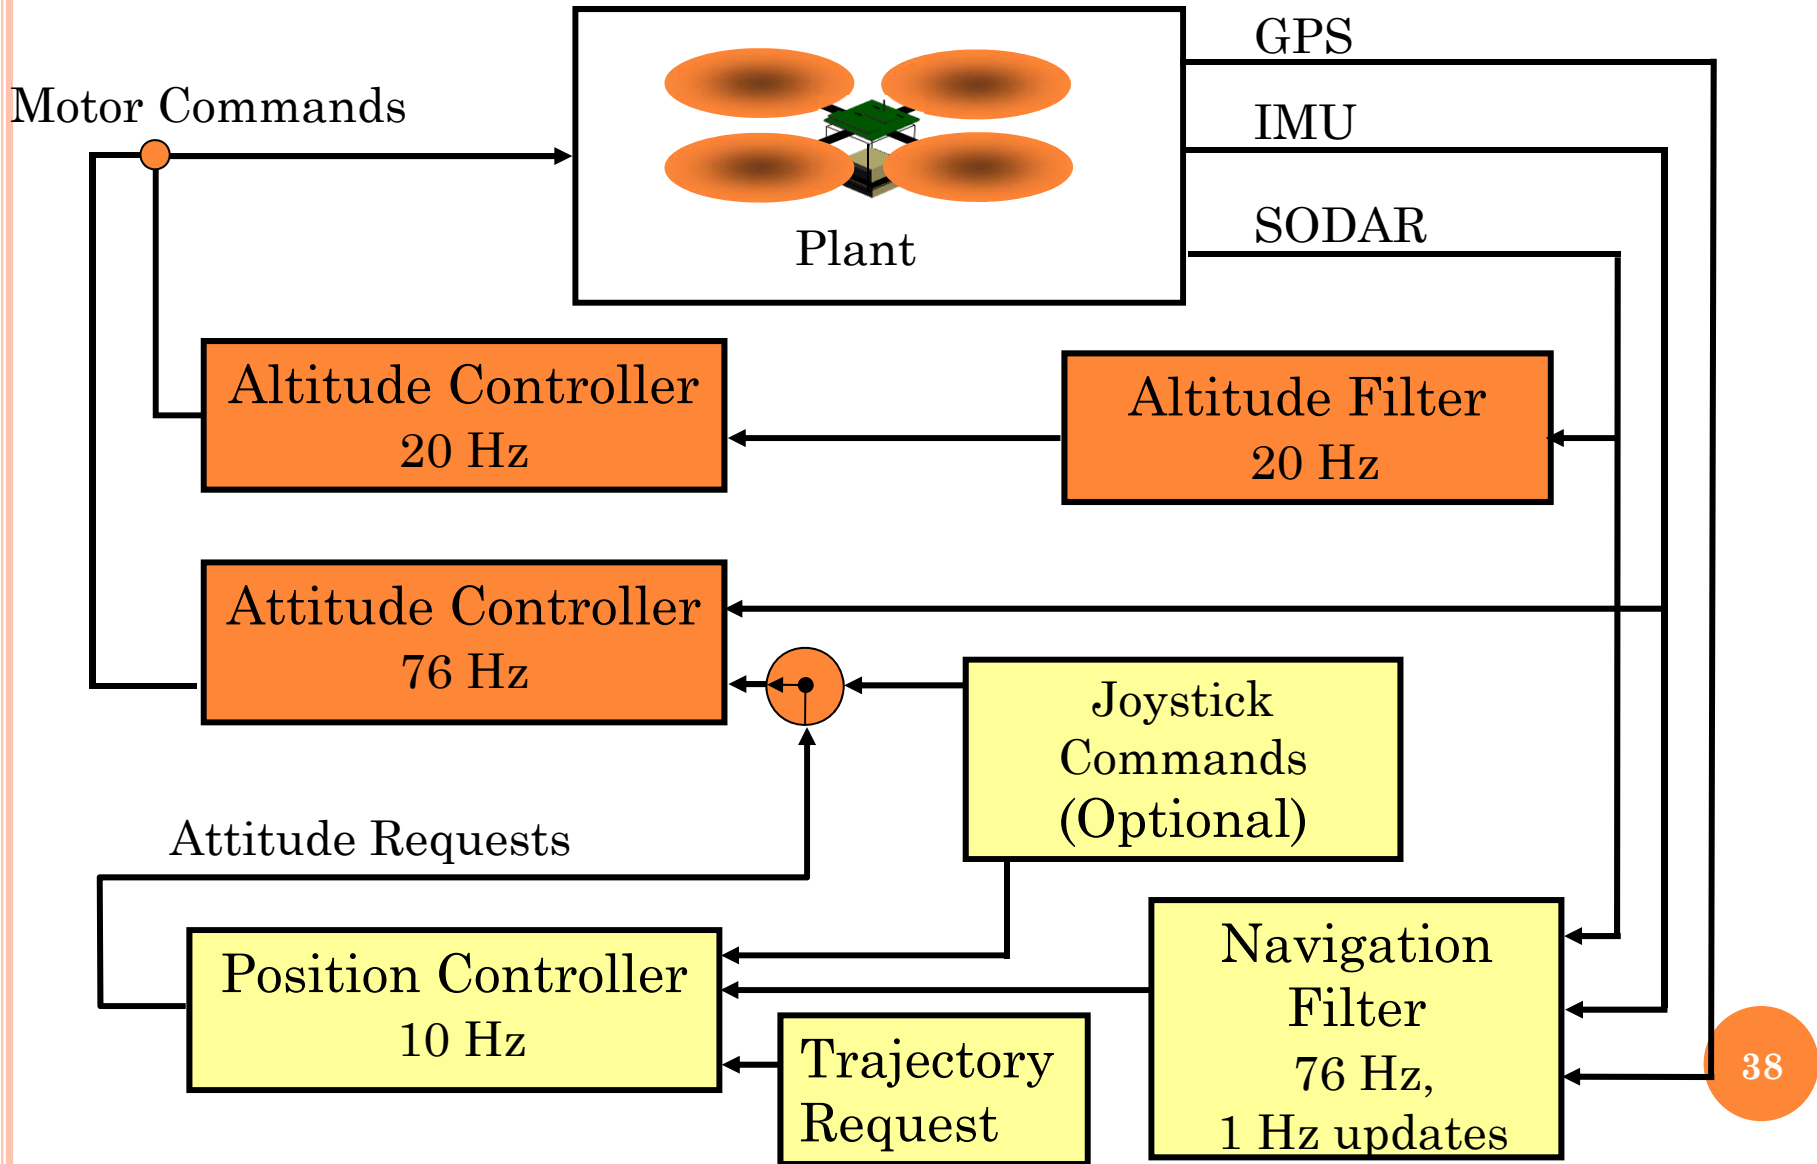 GPS
Motor Commands
IMU
SODAR
Plant
Altitude Controller
20 Hz
Altitude Filter
20 Hz
Attitude Controller
76 Hz
Joystick
Commands
(Optional)
Attitude Requests
Position Controller
10 Hz
Trajectory
Request
Navigation
Filter
76 Hz,
1 Hz updates
38